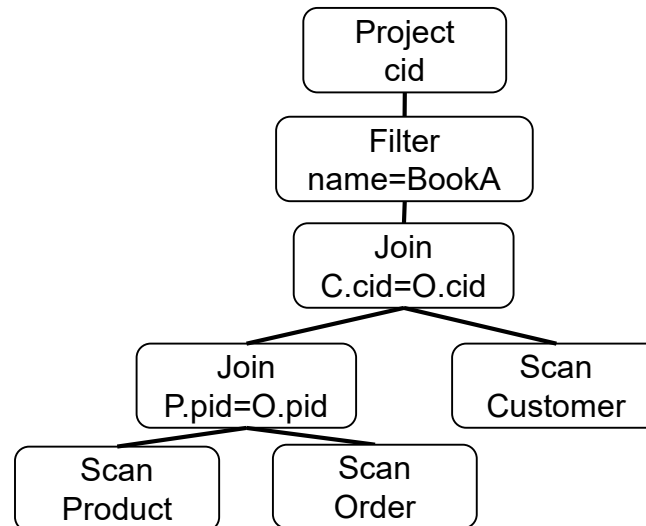 Project
cid
Filter
name=BookA
Join
C.cid=O.cid
Join
P.pid=O.pid
Scan
Customer
Scan
Product
Scan
Order